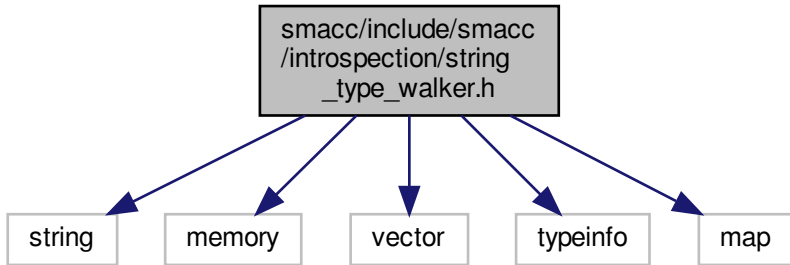 smacc/include/smacc
/introspection/string
_type_walker.h
string
memory
vector
typeinfo
map